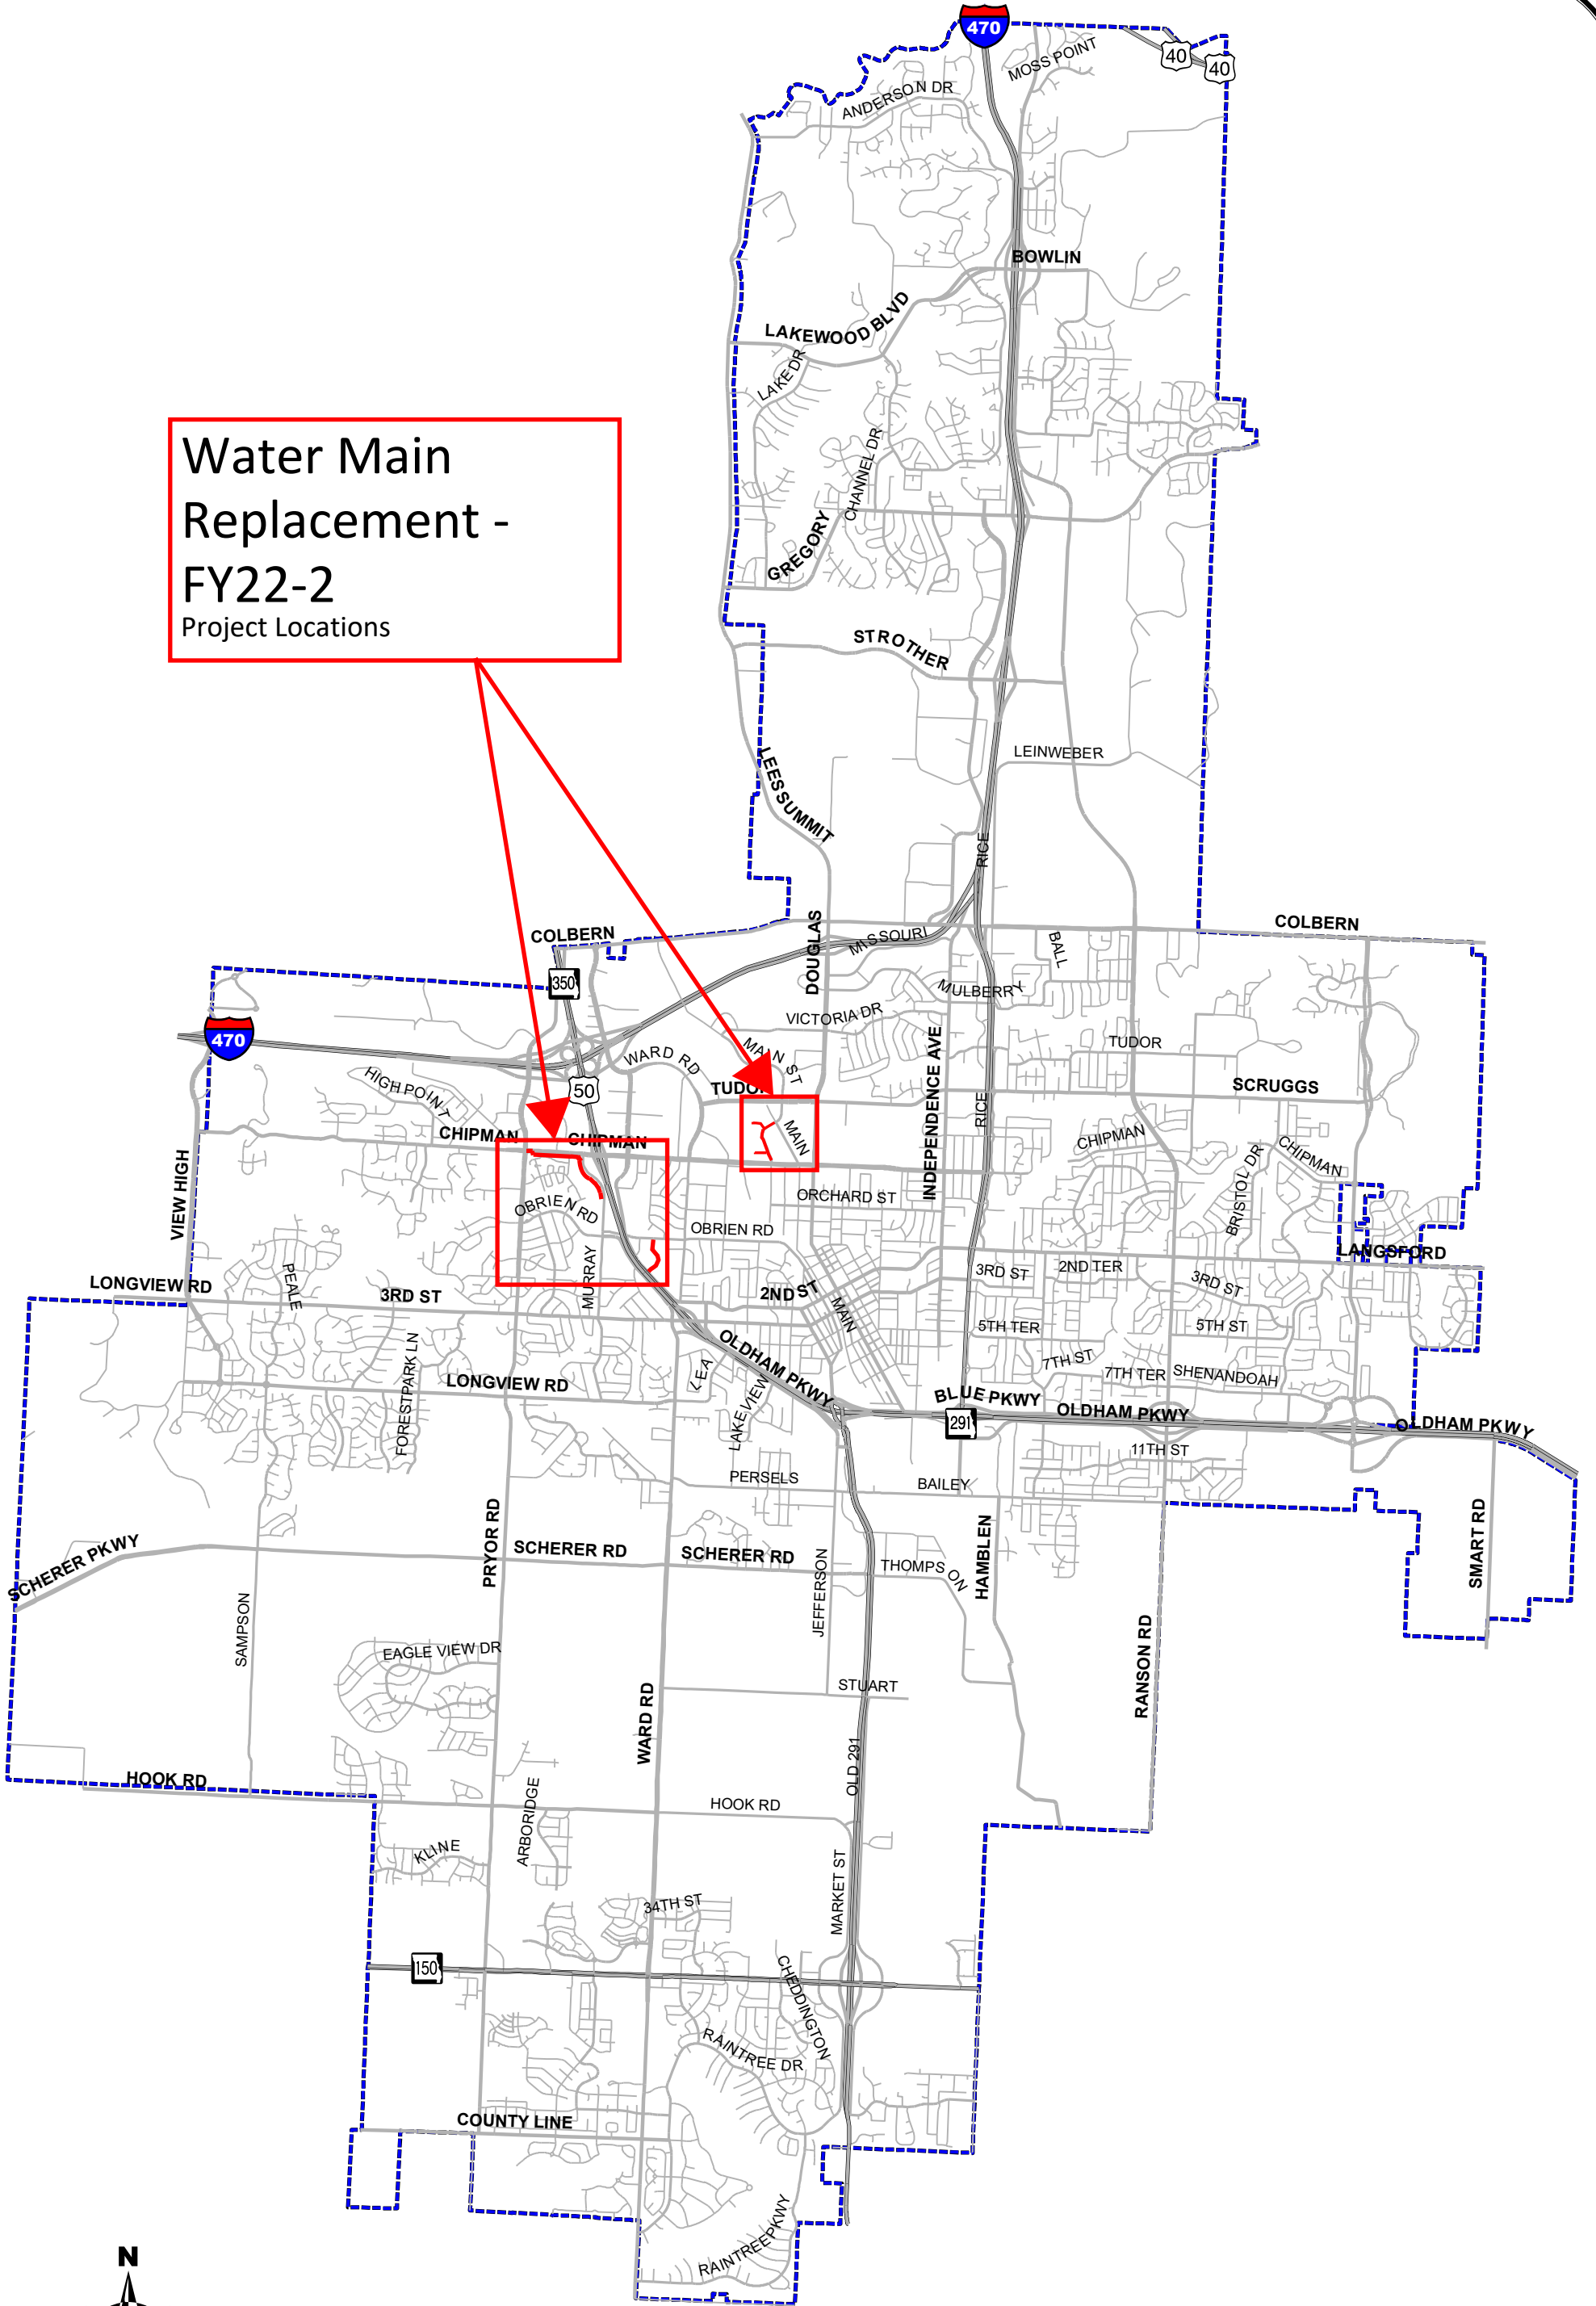 470
40
40
MOSS POINT
ANDERSON DR
BOWLIN
LAKEWOOD BLVD
LAKE DR
Water Main
Replacement -
FY22-2
Project Locations
CHANNEL DR
GREGORY
STROTHER
LEINWEBER
LEESSUMMIT
RICE
COLBERN
DOUGLAS
MISSOURI
BALL
COLBERN
350
MULBERRY
VICTORIA DR
470
WARD RD
MAIN ST
INDEPENDENCE AVE
TUDOR
HIGH POINT
50
TUDOR
SCRUGGS
RICE
CHIPMAN
CHIPMAN
MAIN
CHIPMAN
CHIPMAN
VIEW HIGH
OBRIEN RD
ORCHARD ST
BRISTOL DR
OBRIEN RD
LANGSFORD
LONGVIEW RD
PEALE
3RD ST
MURRAY
2ND ST
MAIN
3RD ST
2ND TER
3RD ST
5TH TER
5TH ST
FORESTPARK LN
LONGVIEW RD
LEA
OLDHAM PKWY
7TH ST
7TH TER
SHENANDOAH
LAKEVIEW
BLUE PKWY
291
OLDHAM PKWY
OLDHAM PKWY
11TH ST
PERSELS
BAILEY
SCHERER PKWY
PRYOR RD
SCHERER RD
SCHERER RD
JEFFERSON
THOMPSON
HAMBLEN
SMART RD
SAMPSON
EAGLE VIEW DR
RANSON RD
WARD RD
STUART
OLD 291
HOOK RD
ARBORIDGE
HOOK RD
KLINE
MARKET ST
34TH ST
150
CHEDDINGTON
RAINTREE DR
COUNTY LINE
RAINTREE PKWY
N